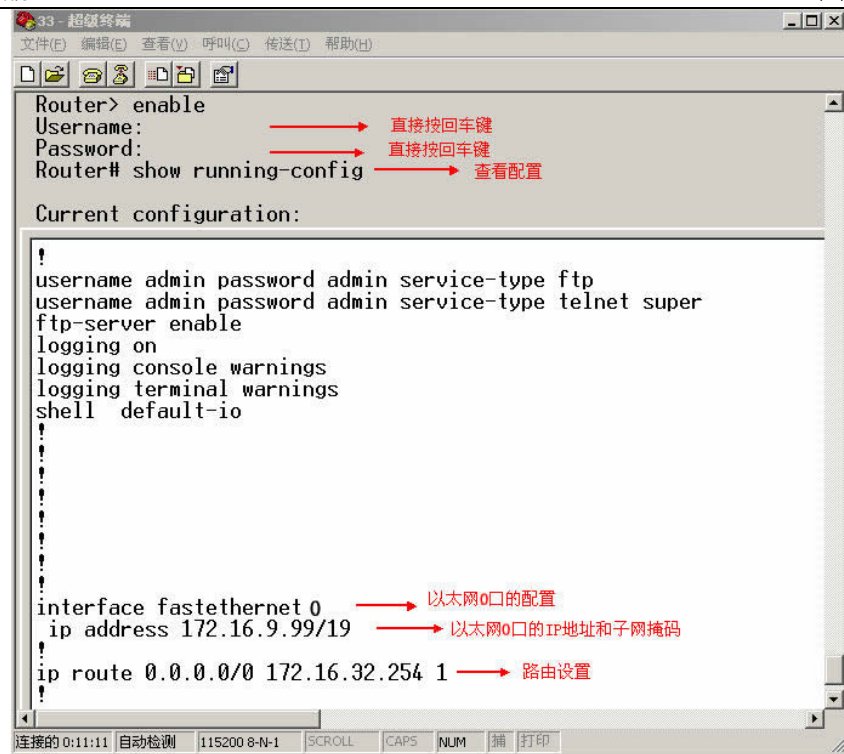 33 - 超级终端
文件(F) 编辑(E) 查看(V) 呼叫(C) 传送(T) 帮助(H)
Router> enable
Username: 直接按回车键
Password: 直接按回车键
Router# show running-config 查看配置
Current configuration:
!
username admin password admin service-type ftp
username admin password admin service-type telnet super
ftp-server enable
logging on
logging console warnings
logging terminal warnings
shell default-io
!
!
!
!
!
!
!
!
interface fastethernet 0 以太网0口的配置
ip address 172.16.9.99/19 以太网0口的IP地址和子网掩码
!
ip route 0.0.0.0/0 172.16.32.254 1 路由设置
!
连接的 0:11:11 自动检测 115200 8-N-1 SCROLL CAPS NUM 捕 打印